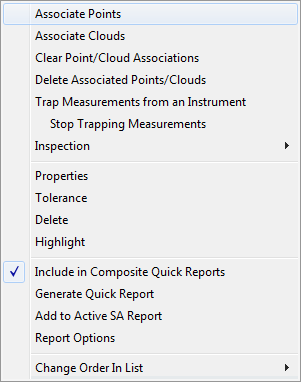 Associate Points
Associate Clouds
Clear Point/Cloud Associations
Delete Associated Points/Clouds
Trap Measurements from an Instrument
Stop Trapping Measurements
Inspection
Properties
Tolerance
Delete
Highlight
Include in Composite Quick Reports
Generate Quick Report
Add to Active SA Report
Report Options
Change Order In List